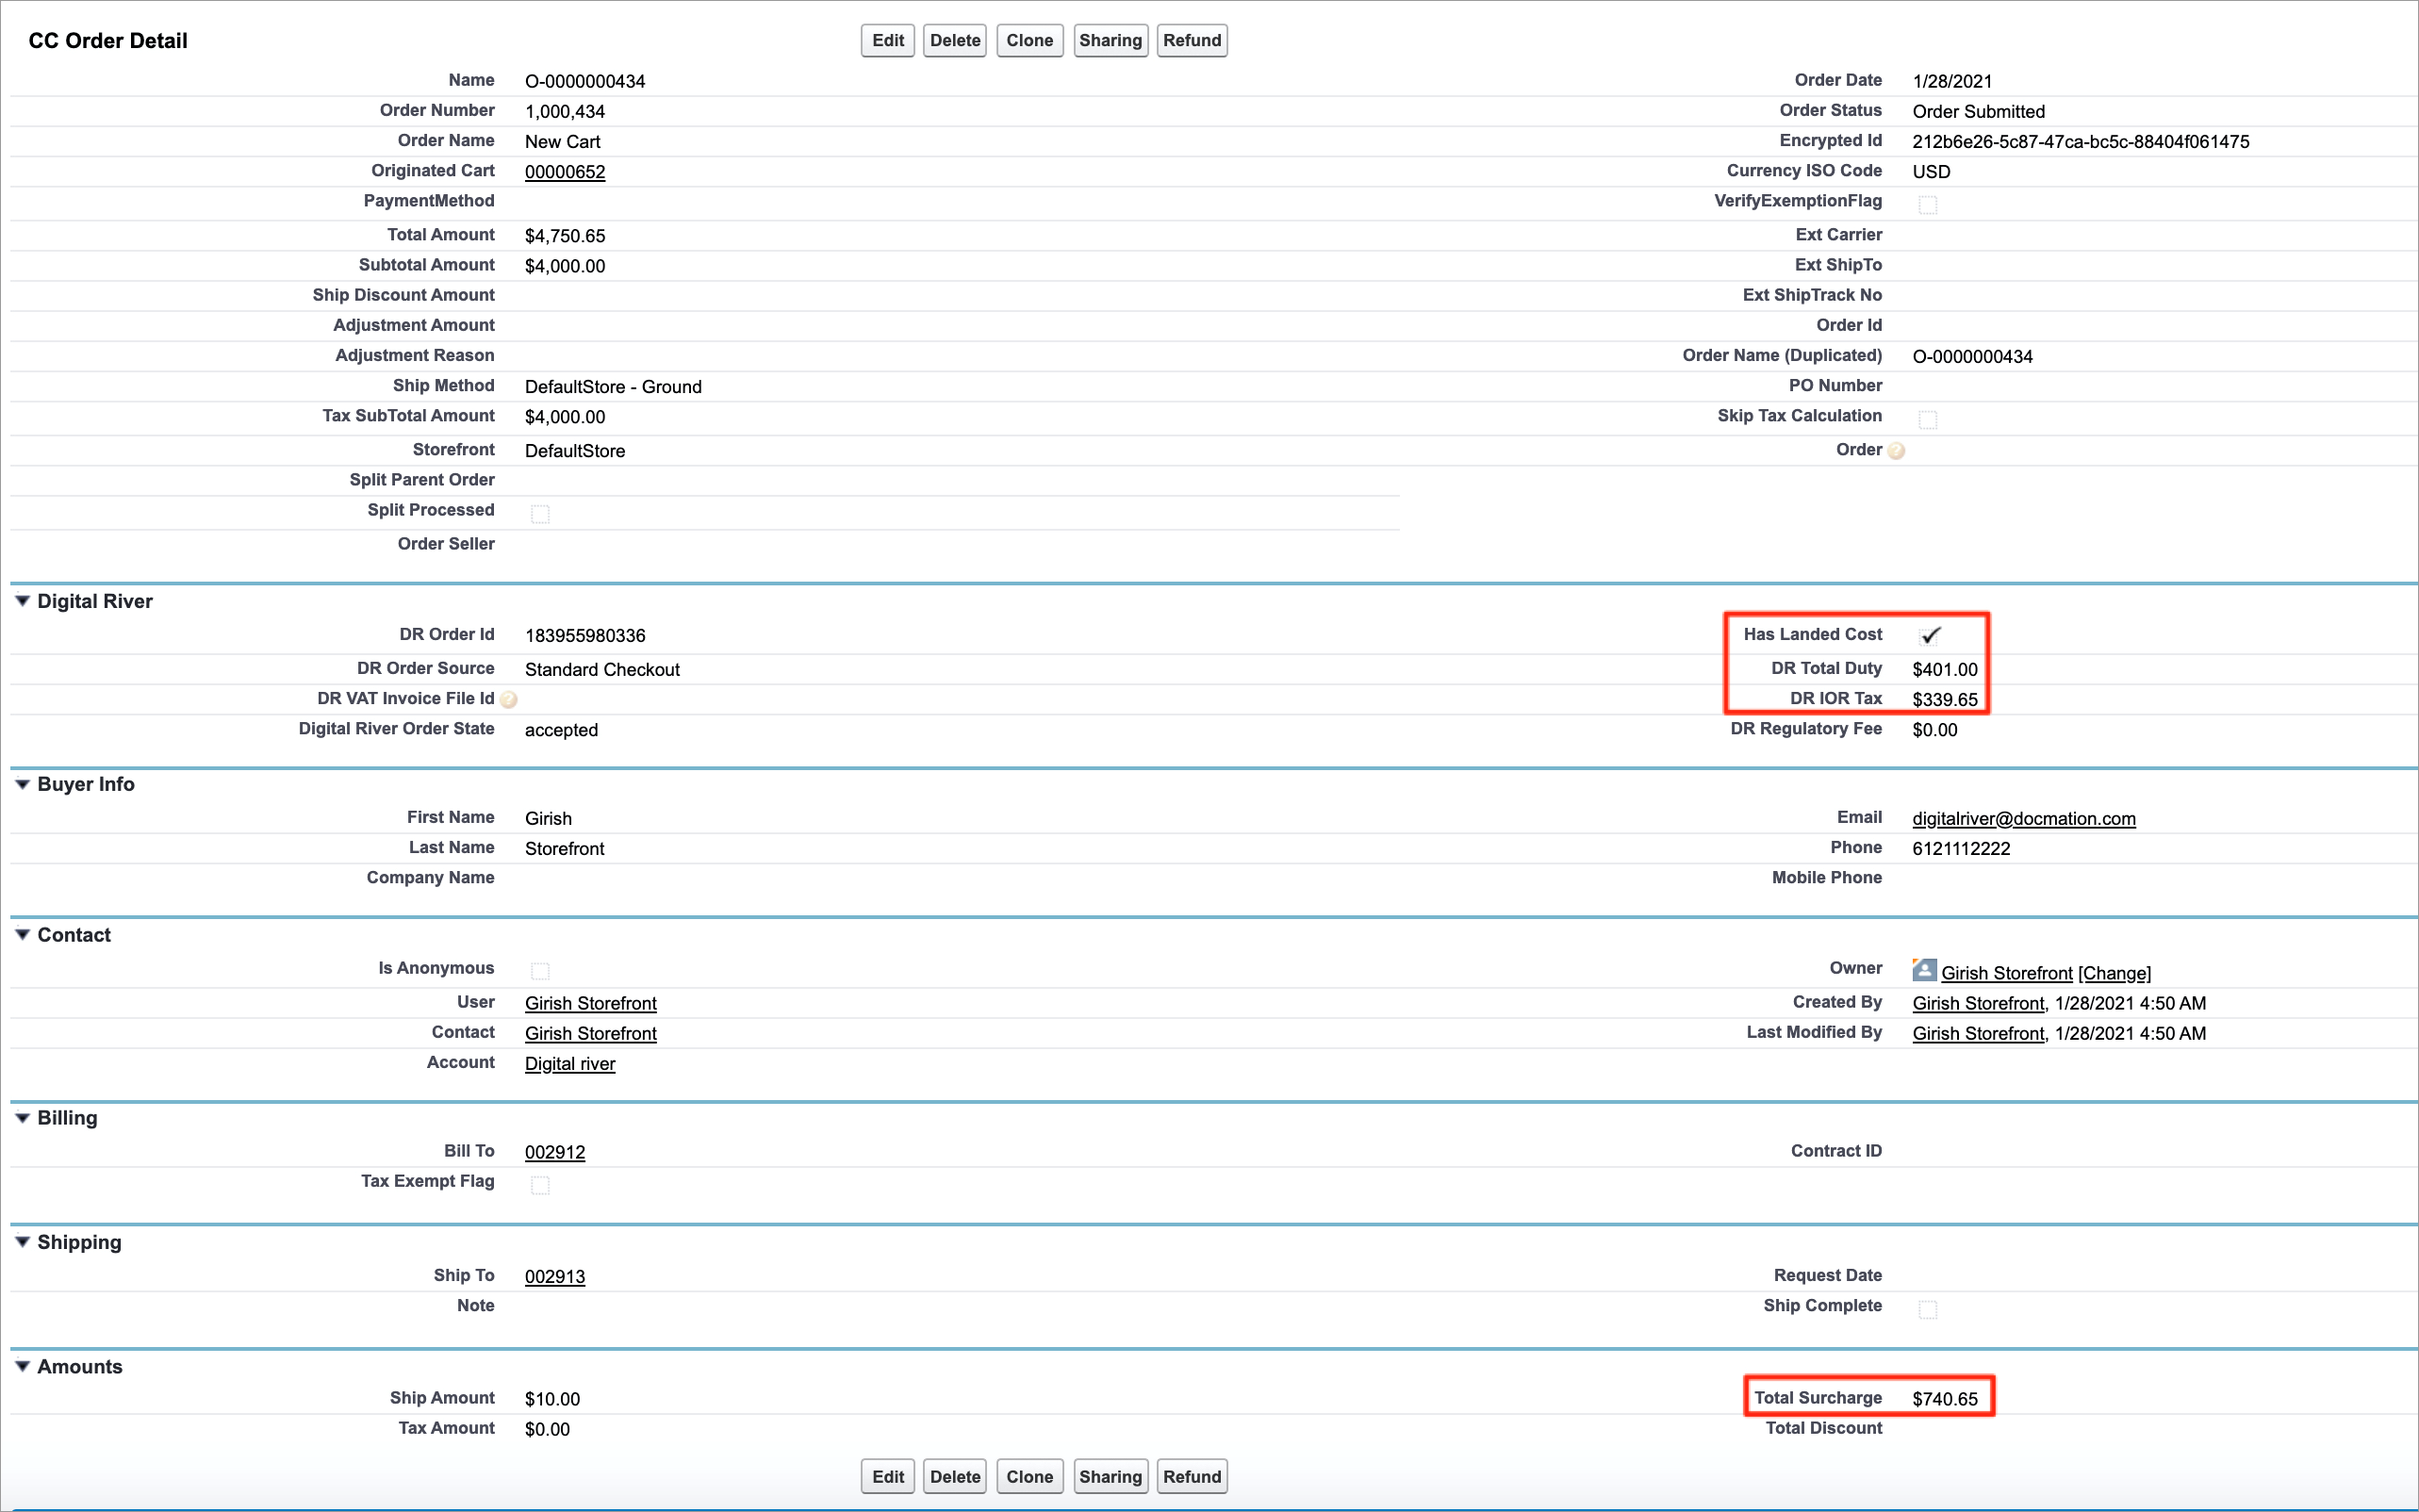 CC Order Detail
Edit Delete Clone Sharing Refund
Name O-0000000434 Order Date 1/28/2021
Order Number 1,000,434 Order Status Order Submitted
Order Name New Cart Encrypted Id 212b6e26-5c87-47ca-bc5c-88404f061475
Originated Cart 00000652 Currency ISO Code USD
PaymentMethod VerifyExemptionFlag
Total Amount $4,750.65 Ext Carrier
Subtotal Amount $4,000.00 Ext ShipTo
Ship Discount Amount Ext ShipTrack No
Adjustment Amount Order Id
Adjustment Reason Order Name (Duplicated) O-0000000434
Ship Method DefaultStore - Ground PO Number
Tax SubTotal Amount $4,000.00 Skip Tax Calculation
Storefront DefaultStore Order ?
Split Parent Order
Split Processed
Order Seller
Digital River
DR Order Id 183955980336 Has Landed Cost
DR Order Source Standard Checkout DR Total Duty $401.00
DR VAT Invoice File Id ? DR IOR Tax $339.65
Digital River Order State accepted DR Regulatory Fee $0.00
Buyer Info
First Name Girish Email digitalriver@docmation.com
Last Name Storefront Phone 6121112222
Company Name Mobile Phone
Contact
Is Anonymous Owner Girish Storefront [Change]
User Girish Storefront Created By Girish Storefront, 1/28/2021 4:50 AM
Contact Girish Storefront Last Modified By Girish Storefront, 1/28/2021 4:50 AM
Account Digital river
Billing
Bill To 002912 Contract ID
Tax Exempt Flag
Shipping
Ship To 002913 Request Date
Note Ship Complete
Amounts
Ship Amount $10.00 Total Surcharge $740.65
Tax Amount $0.00 Total Discount
Edit Delete Clone Sharing Refund